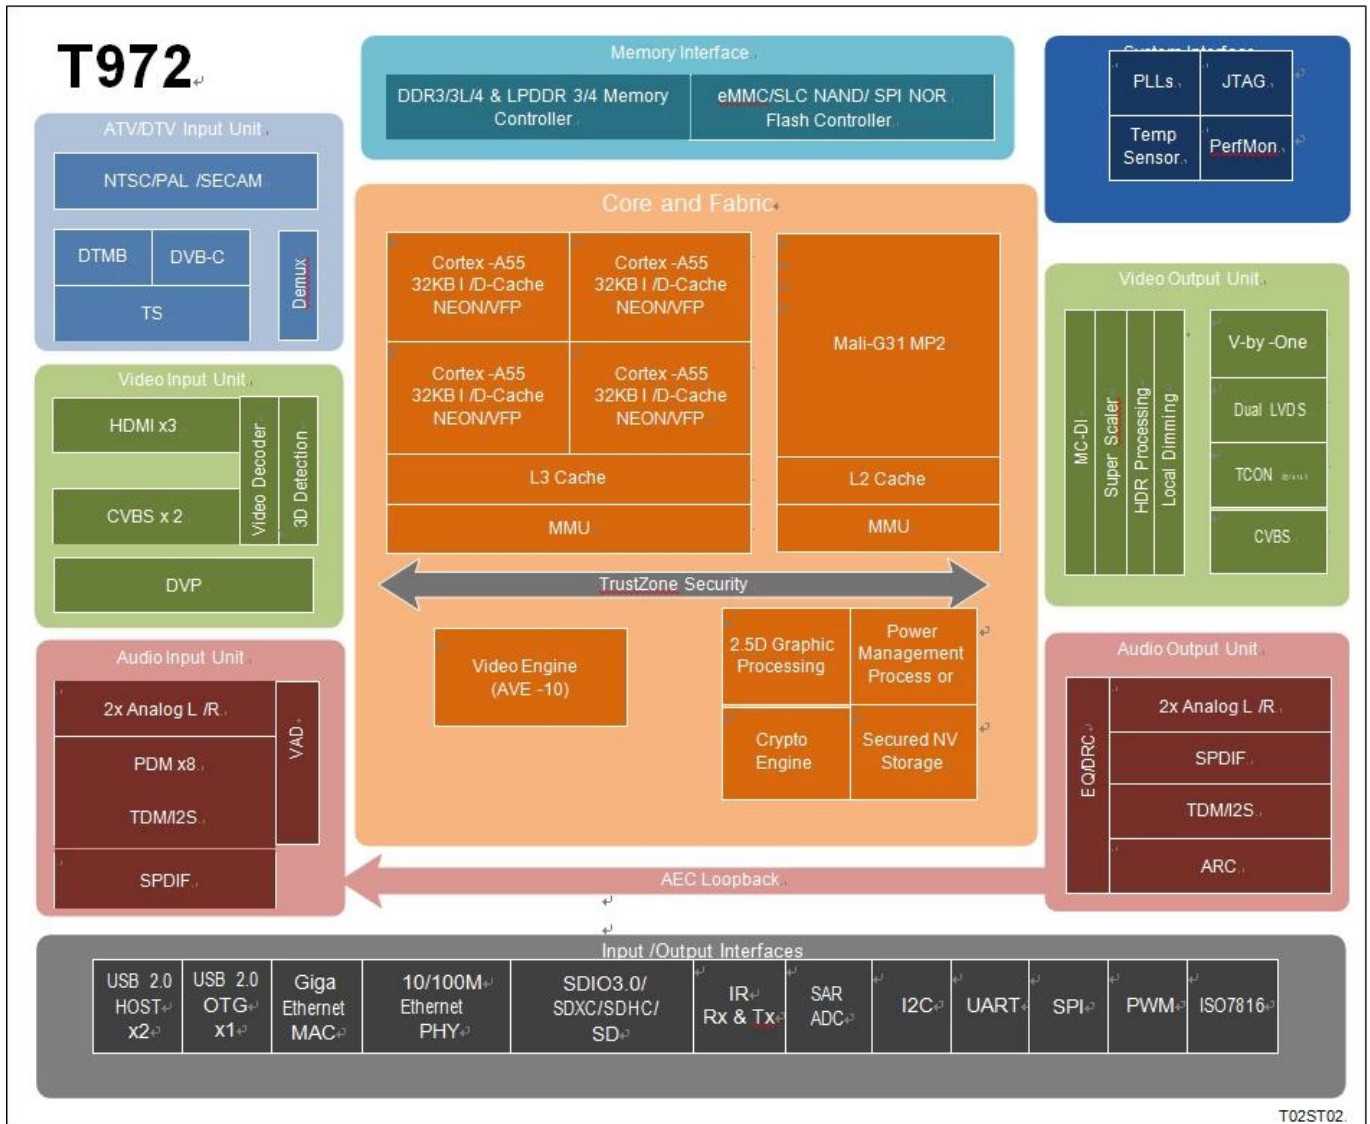 T972
Memory Interface
DDR3/3L/4 & LPDDR 3/4 Memory
Controller
eMMC/SLC NAND/ SPI NOR
Flash Controller
System Interface
PLLs
JTAG
Temp
Sensor
PerfMon
ATV/DTV Input Unit
NTSC/PAL /SECAM
DTMB
DVB-C
TS
Demux
Video Input Unit
HDMI x3
CVBS x 2
Video Decoder
3D Detection
DVP
Audio Input Unit
2x Analog L /R
PDM x8
TDM/I2S
SPDIF
VAD
Core and Fabric
Cortex -A55
32KB I /D-Cache
NEON/VFP
Cortex -A55
32KB I /D-Cache
NEON/VFP
Cortex -A55
32KB I /D-Cache
NEON/VFP
Cortex -A55
32KB I /D-Cache
NEON/VFP
L3 Cache
MMU
Mali-G31 MP2
L2 Cache
MMU
TrustZone Security
Video Engine
(AVE -10)
2.5D Graphic
Processing
Power
Management
Process or
Crypto
Engine
Secured NV
Storage
Video Output Unit
MC-DI
Super Scaler
HDR Processing
Local Dimming
V-by -One
Dual LVDS
TCON
CVBS
Audio Output Unit
EQ/DRC
2x Analog L /R
SPDIF
TDM/I2S
ARC
AEC Loopback
Input /Output Interfaces
USB 2.0
HOST
x2
USB 2.0
OTG
x1
Giga
Ethernet
MAC
10/100M
Ethernet
PHY
SDIO3.0/
SDXC/SDHC/
SD
IR
Rx & Tx
SAR
ADC
I2C
UART
SPI
PWM
ISO7816
T02ST02.